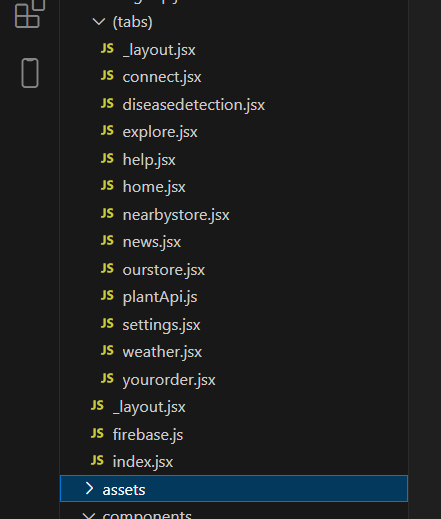 (tabs)
JS _layout.jsx
JS connect.jsx
JS diseasedetection.jsx
JS explore.jsx
JS help.jsx
JS home.jsx
JS nearbystore.jsx
JS news.jsx
JS ourstore.jsx
JS plantApi.js
JS settings.jsx
JS weather.jsx
JS yourorder.jsx
JS _layout.jsx
JS firebase.js
JS index.jsx
assets
components